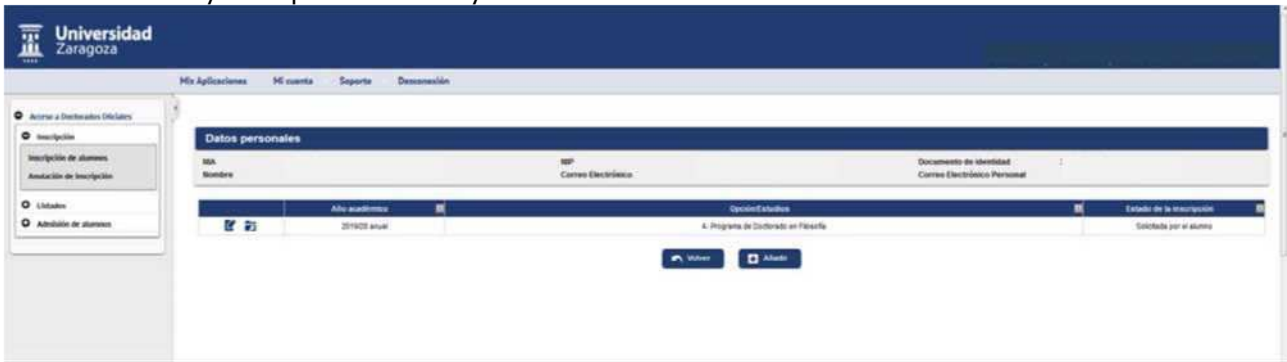 Universidad
Zaragoza
Mis Aplicaciones Mi cuenta Soporte Desconexión
Acceso a Doctorados Oficiales
Inscripción
Inscripción de alumnos
Anulación de Inscripción
Listados
Admisión de alumnos
Datos personales
NIA NIP Documento de identidad :
Nombre Correo Electrónico Correo Electrónico Personal
Año académico Opción/Estudios Estado de la inscripción
2019/20 anual 4- Programa de Doctorado en Filosofía Solicitada por el alumno
Volver Añadir